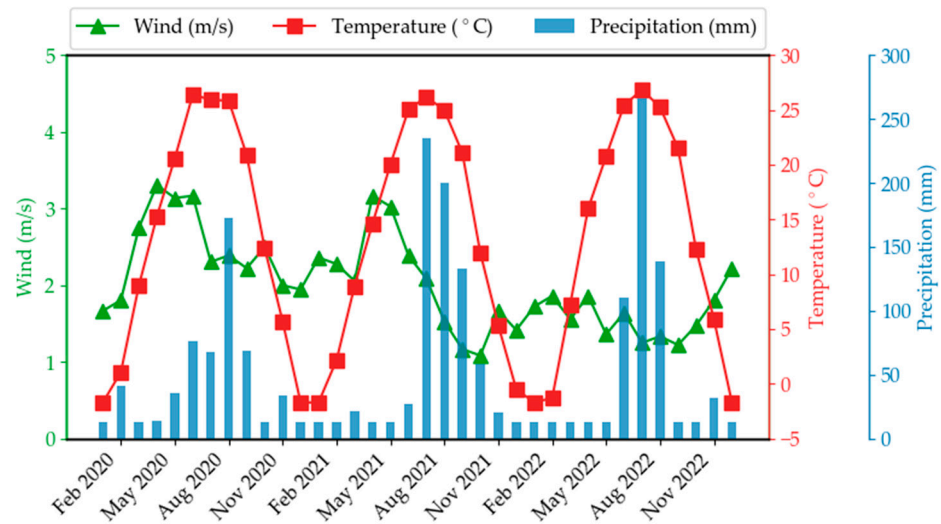 Wind (m/s) Temperature (°C) Precipitation (mm)
5
4
3
2
1
0
Wind (m/s)
30
25
20
15
10
5
0
−5
Temperature (°C)
300
250
200
150
100
50
0
Precipitation (mm)
Feb 2020
May 2020
Aug 2020
Nov 2020
Feb 2021
May 2021
Aug 2021
Nov 2021
Feb 2022
May 2022
Aug 2022
Nov 2022